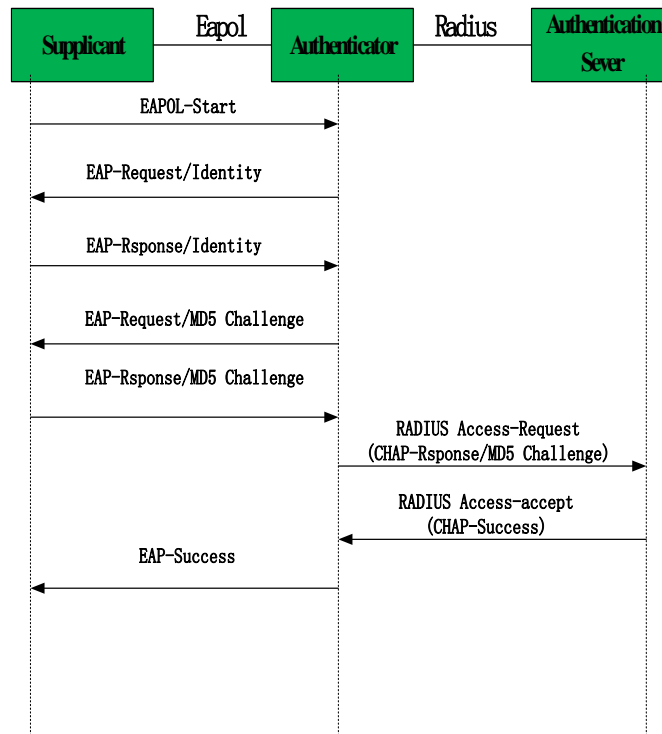 Supplicant
Eapol
Authenticator
Radius
Authentication
Sever
EAPOL-Start
EAP-Request/Identity
EAP-Rsponse/Identity
EAP-Request/MD5 Challenge
EAP-Rsponse/MD5 Challenge
RADIUS Access-Request
(CHAP-Rsponse/MD5 Challenge)
RADIUS Access-accept
(CHAP-Success)
EAP-Success